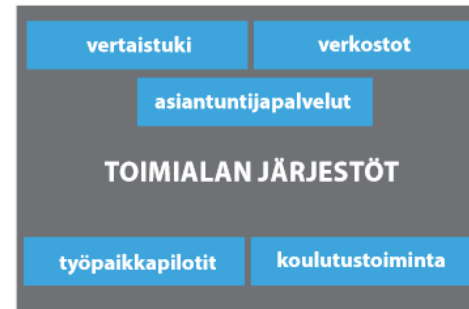 vertaistuki
verkostot
asiantuntijapalvelut
TOIMIALAN JÄRJESTÖT
työpaikkapilotit
koulutustoiminta